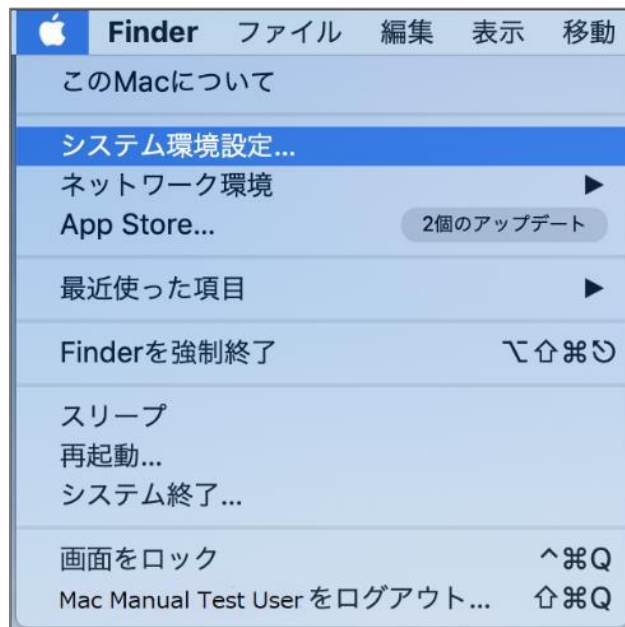 Finder ファイル 編集 表示 移動
このMacについて
システム環境設定...
ネットワーク環境 ▶
App Store... 2個のアップデート
最近使った項目 ▶
Finderを強制終了 ⌥⇧⌘⎋
スリープ
再起動...
システム終了...
画面をロック ^⌘Q
Mac Manual Test Userをログアウト... ⇧⌘Q